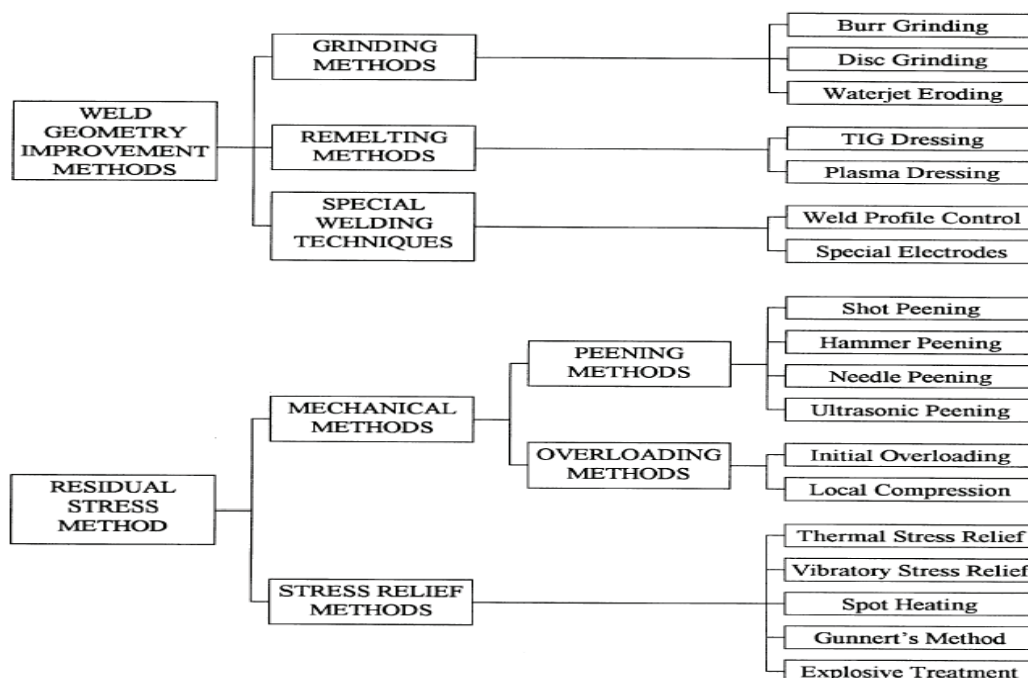 WELD
GEOMETRY
IMPROVEMENT
METHODS
GRINDING
METHODS
Burr Grinding
Disc Grinding
Waterjet Eroding
REMELTING
METHODS
TIG Dressing
Plasma Dressing
SPECIAL
WELDING
TECHNIQUES
Weld Profile Control
Special Electrodes
RESIDUAL
STRESS
METHOD
MECHANICAL
METHODS
PEENING
METHODS
Shot Peening
Hammer Peening
Needle Peening
Ultrasonic Peening
OVERLOADING
METHODS
Initial Overloading
Local Compression
STRESS RELIEF
METHODS
Thermal Stress Relief
Vibratory Stress Relief
Spot Heating
Gunnert's Method
Explosive Treatment